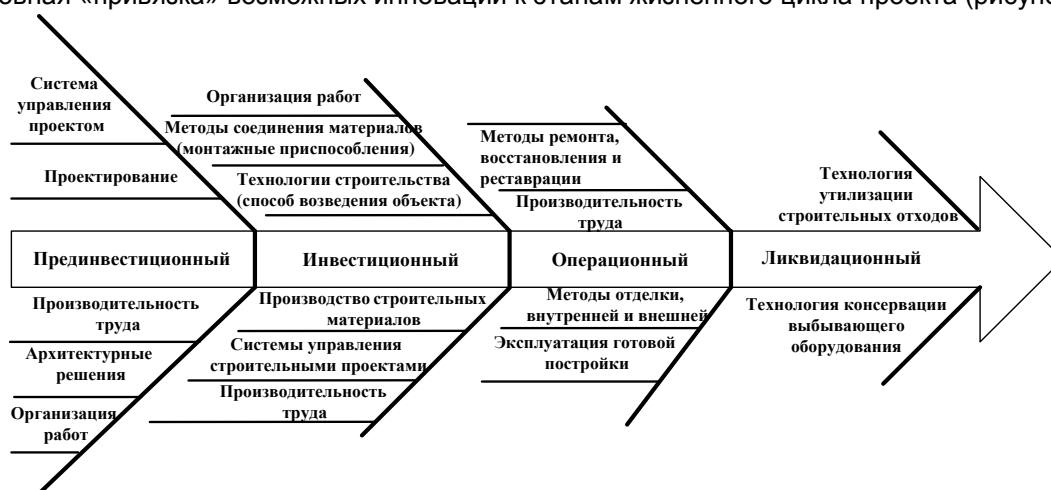 «привязка» возможных инноваций к этапам жизненного цикла проекта
Система
управления
проектом
Проектирование
Организация работ
Методы соединения материалов
(монтажные приспособления)
Технологии строительства
(способ возведения объекта)
Методы ремонта,
восстановления и
реставрации
Производительность
труда
Технология
утилизации
строительных отходов
Прединвестиционный
Инвестиционный
Операционный
Ликвидационный
Производительность
труда
Архитектурные
решения
Организация
работ
Производство строительных
материалов
Системы управления
строительными проектами
Производительность
труда
Методы отделки,
внутренней и внешней
Эксплуатация готовой
постройки
Технология консервации
выбывающего
оборудования